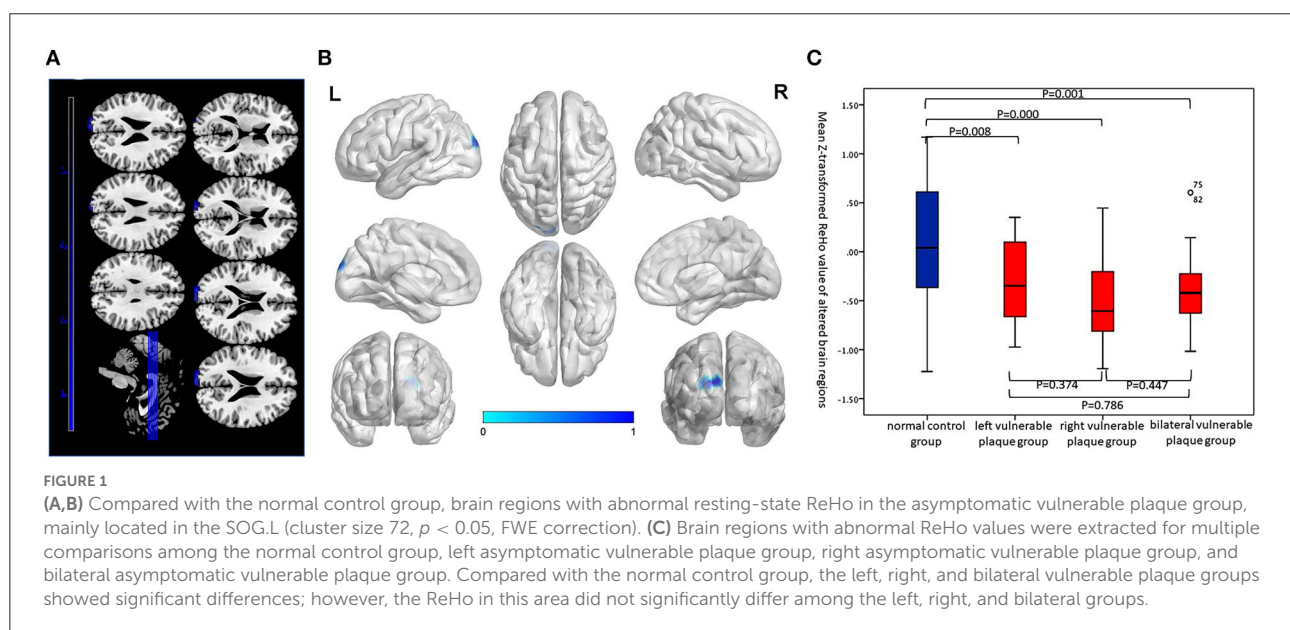 A
B
C
L
R
0
1
Mean Z-transformed ReHo value of altered brain regions
1.50
1.00
.50
.00
-.50
-1.00
-1.50
P=0.001
P=0.000
P=0.008
75
82
P=0.374
P=0.447
P=0.786
normal control
group
left vulnerable
plaque group
right vulnerable
plaque group
bilateral vulnerable
plaque group
FIGURE 1
(A,B) Compared with the normal control group, brain regions with abnormal resting-state ReHo in the asymptomatic vulnerable plaque group,
mainly located in the SOG.L (cluster size 72, p < 0.05, FWE correction). (C) Brain regions with abnormal ReHo values were extracted for multiple
comparisons among the normal control group, left asymptomatic vulnerable plaque group, right asymptomatic vulnerable plaque group, and
bilateral asymptomatic vulnerable plaque group. Compared with the normal control group, the left, right, and bilateral vulnerable plaque groups
showed significant differences; however, the ReHo in this area did not significantly differ among the left, right, and bilateral groups.